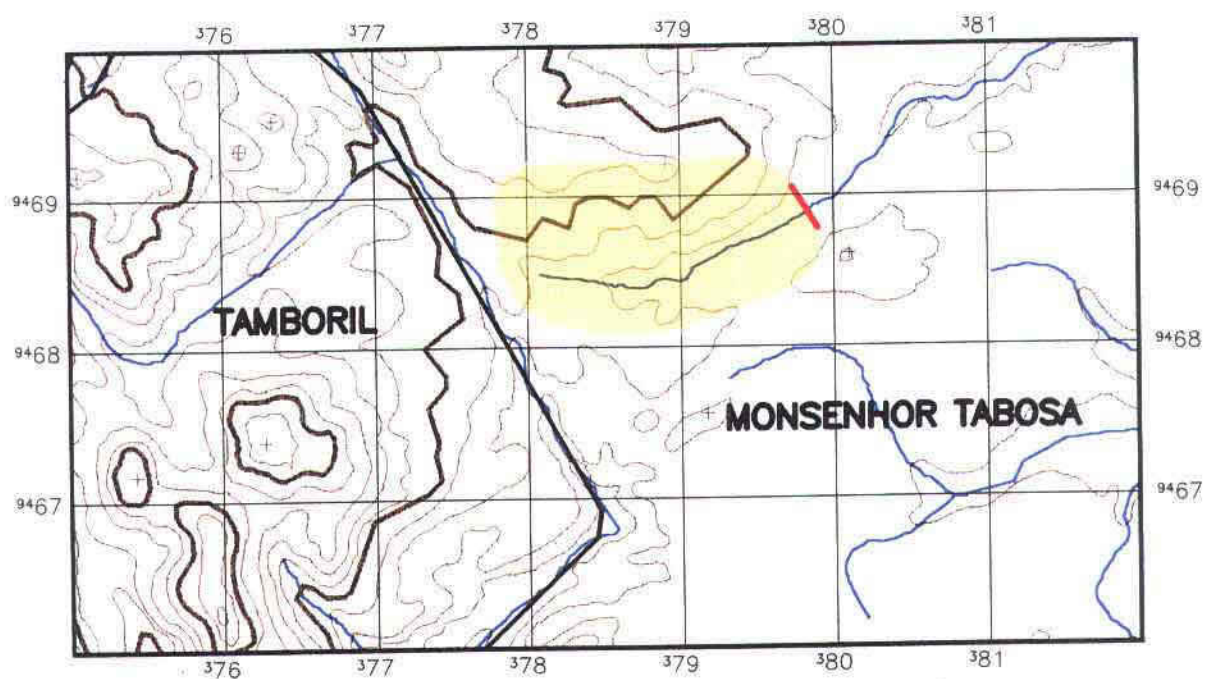 ³76 ³77 ³78 ³79 ³80 ³81
⁹⁴69 ⁹⁴69
TAMBORIL
⁹⁴68 ⁹⁴68
MONSENHOR TABOSA
⁹⁴67 ⁹⁴67
³76 ³77 ³78 ³79 ³80 ³81